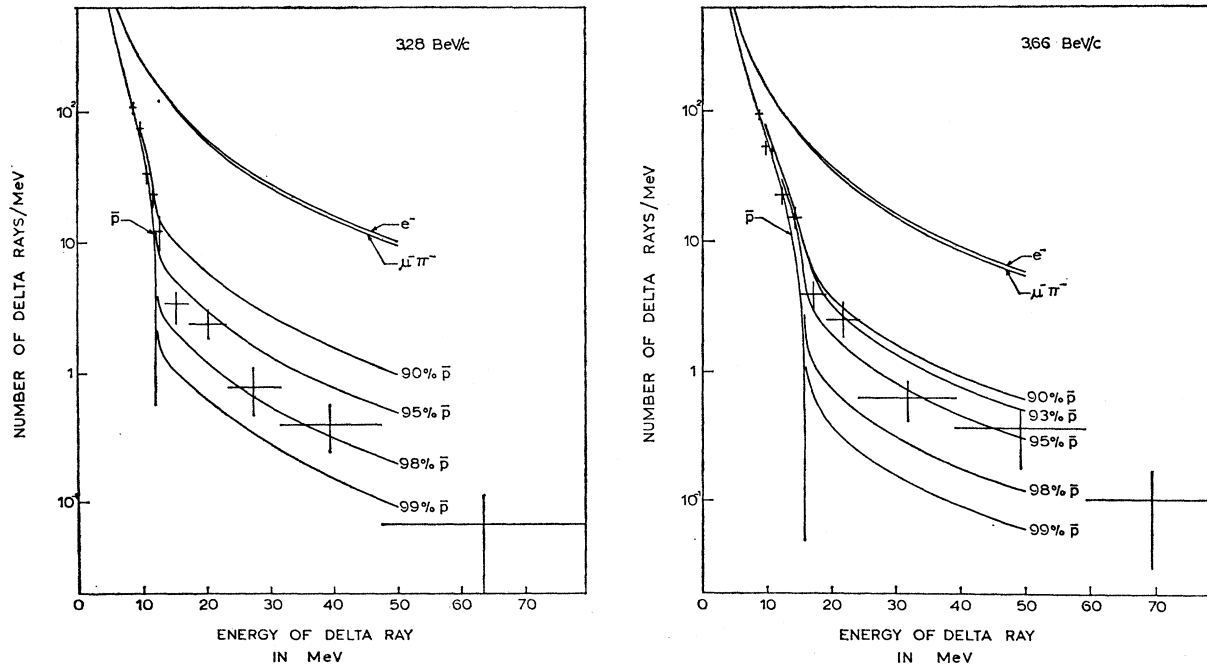 3.28 BeV/c
NUMBER OF DELTA RAYS/MeV
10²
10
1
10⁻¹
p̄
e⁻
μ⁻π⁻
90% p̄
95% p̄
98% p̄
99% p̄
0 10 20 30 40 50 60 70
ENERGY OF DELTA RAY
IN MeV
3.66 BeV/c
NUMBER OF DELTA RAYS/MeV
10²
10
1
10⁻¹
p̄
e⁻
μ⁻π⁻
90% p̄
93% p̄
95% p̄
98% p̄
99% p̄
0 10 20 30 40 50 70
ENERGY OF DELTA RAY
IN MeV